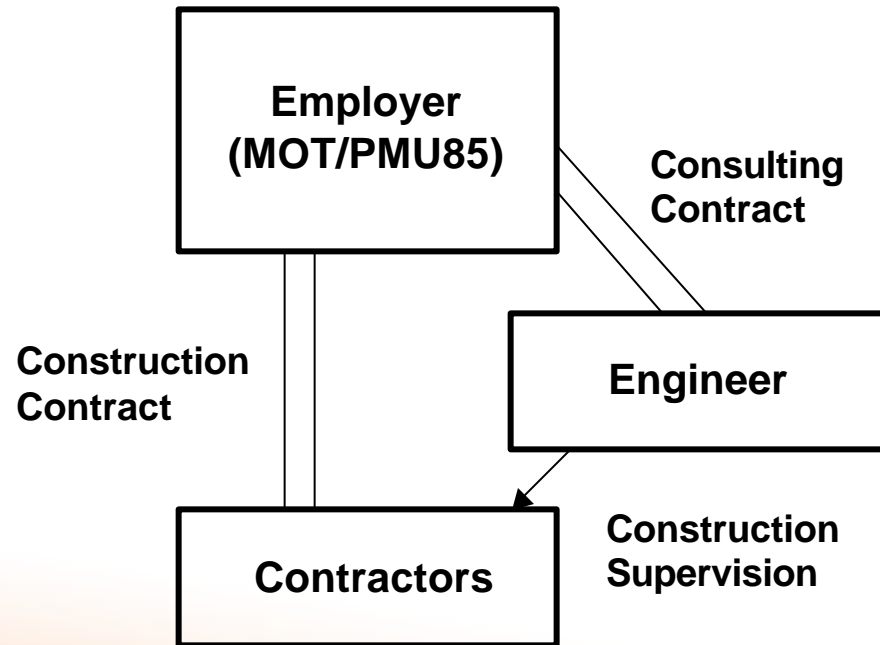 Employer
(MOT/PMU85)
Consulting
Contract
Construction
Contract
Engineer
Construction
Supervision
Contractors